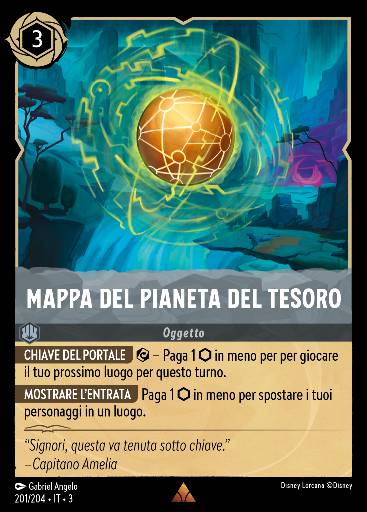 3
MAPPA DEL PIANETA DEL TESORO
Oggetto
CHIAVE DEL PORTALE – Paga 1 in meno per per giocare
il tuo prossimo luogo per questo turno.
MOSTRARE L'ENTRATA Paga 1 in meno per spostare i tuoi
personaggi in un luogo.
“Signori, questa va tenuta sotto chiave.”
–Capitano Amelia
Gabriel Angelo
Disney Lorcana ©Disney
201/204 • IT • 3